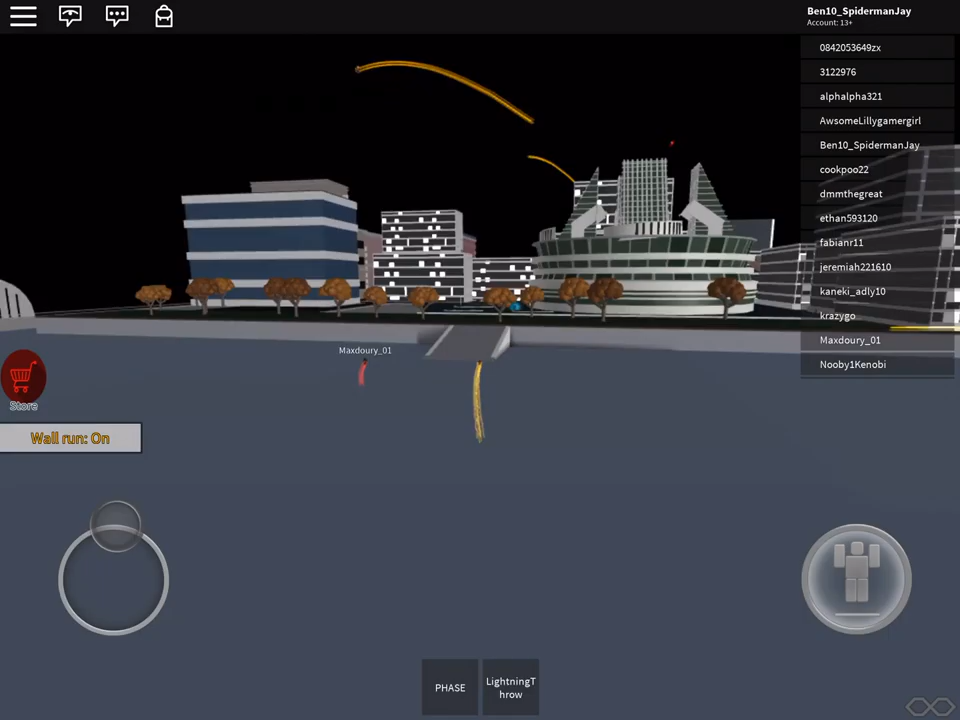 Ben10_SpidermanJay
Account: 13+
0842053649zx
3122976
alphalpha321
AwsomeLillygamergirl
Ben10_SpidermanJay
cookpoo22
dmmthegreat
ethan593120
fabianr11
jeremiah221610
kaneki_adly10
krazygo
Maxdoury_01
Nooby1Kenobi
Maxdoury_01
Store
Wall run: On
PHASE
LightningT
hrow